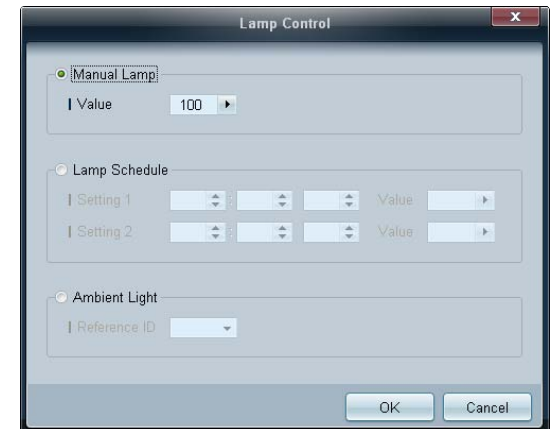 Lamp Control
x
Manual Lamp
Value 100
Lamp Schedule
Setting 1 : : Value
Setting 2 : : Value
Ambient Light
Reference ID
OK Cancel